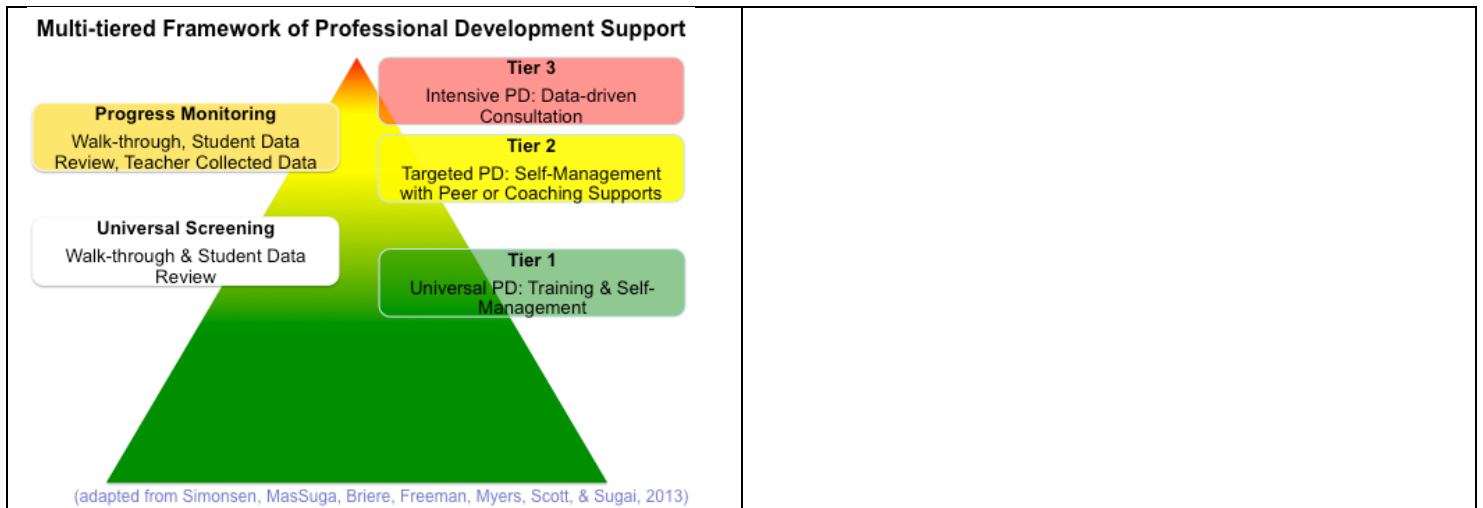 Multi-tiered Framework of Professional Development Support
Tier 3
Intensive PD: Data-driven
Consultation
Progress Monitoring
Walk-through, Student Data
Review, Teacher Collected Data
Tier 2
Targeted PD: Self-Management
with Peer or Coaching Supports
Universal Screening
Walk-through & Student Data
Review
Tier 1
Universal PD: Training & Self-
Management
(adapted from Simonsen, MasSuga, Briere, Freeman, Myers, Scott, & Sugai, 2013)